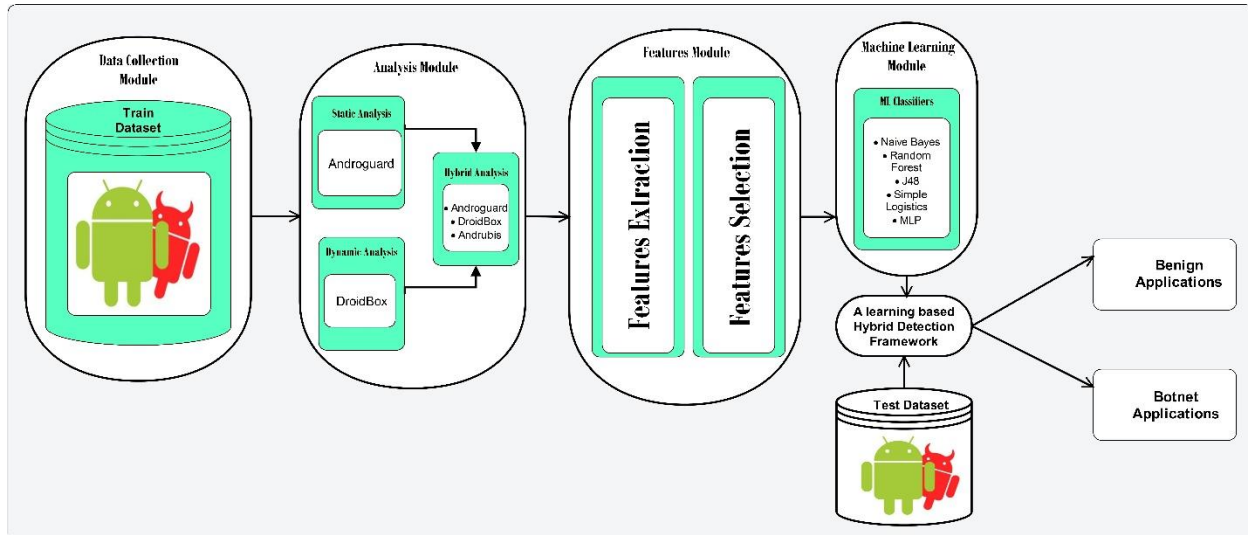 Data Collection
Module
Train
Dataset
Analysis Module
Static Analysis
Androguard
Dynamic Analysis
DroidBox
Hybrid Analysis
• Androguard
• DroidBox
• Andrubis
Features Module
Features Extraction
Features Selection
Machine Learning
Module
ML Classifiers
• Naive Bayes
• Random
Forest
• J48
• Simple
Logistics
• MLP
A learning based
Hybrid Detection
Framework
Test Dataset
Benign
Applications
Botnet
Applications